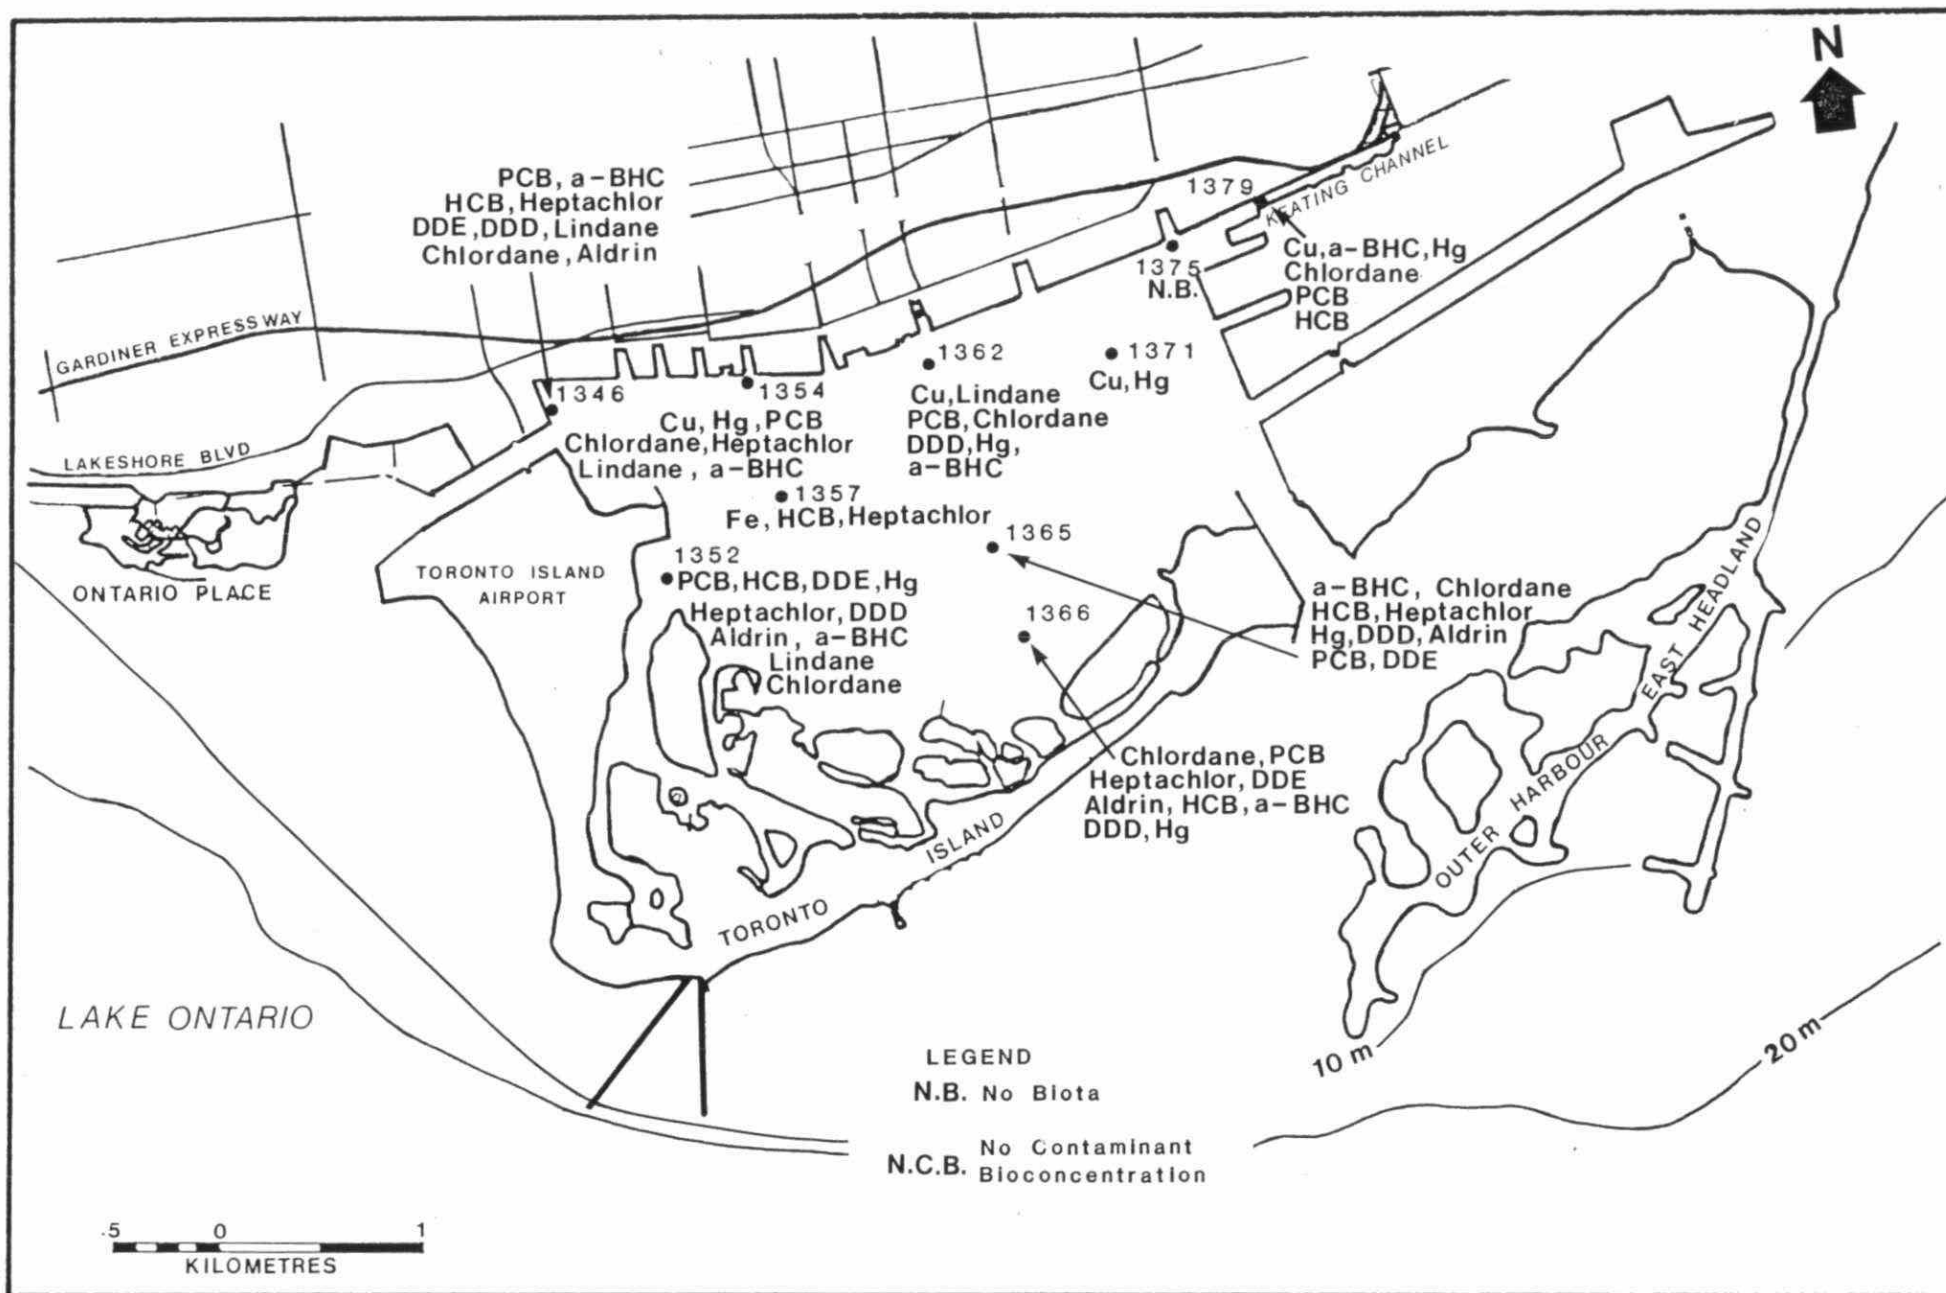 N
PCB, a-BHC
HCB, Heptachlor
DDE, DDD, Lindane
Chlordane, Aldrin
1379
KEATING CHANNEL
Cu, a-BHC, Hg
Chlordane
PCB
HCB
1375
N.B.
GARDINER EXPRESSWAY
1346
1354
Cu, Hg, PCB
Chlordane, Heptachlor
Lindane, a-BHC
1362
Cu, Lindane
PCB, Chlordane
DDD, Hg,
a-BHC
1371
Cu, Hg
LAKESHORE BLVD
1357
Fe, HCB, Heptachlor
1365
ONTARIO PLACE
TORONTO ISLAND
AIRPORT
1352
PCB, HCB, DDE, Hg
Heptachlor, DDD
Aldrin, a-BHC
Lindane
Chlordane
1366
a-BHC, Chlordane
HCB, Heptachlor
Hg, DDD, Aldrin
PCB, DDE
Chlordane, PCB
Heptachlor, DDE
Aldrin, HCB, a-BHC
DDD, Hg
OUTER HARBOUR EAST HEADLAND
TORONTO ISLAND
LAKE ONTARIO
10 m
20 m
LEGEND
N.B. No Biota
N.C.B. No Contaminant
Bioconcentration
.5 0 1
KILOMETRES